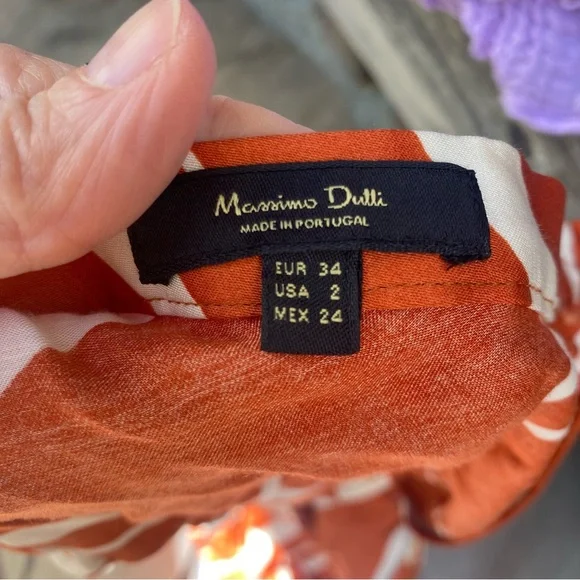 Massimo Dutti
MADE IN PORTUGAL
EUR 34
USA 2
MEX 24